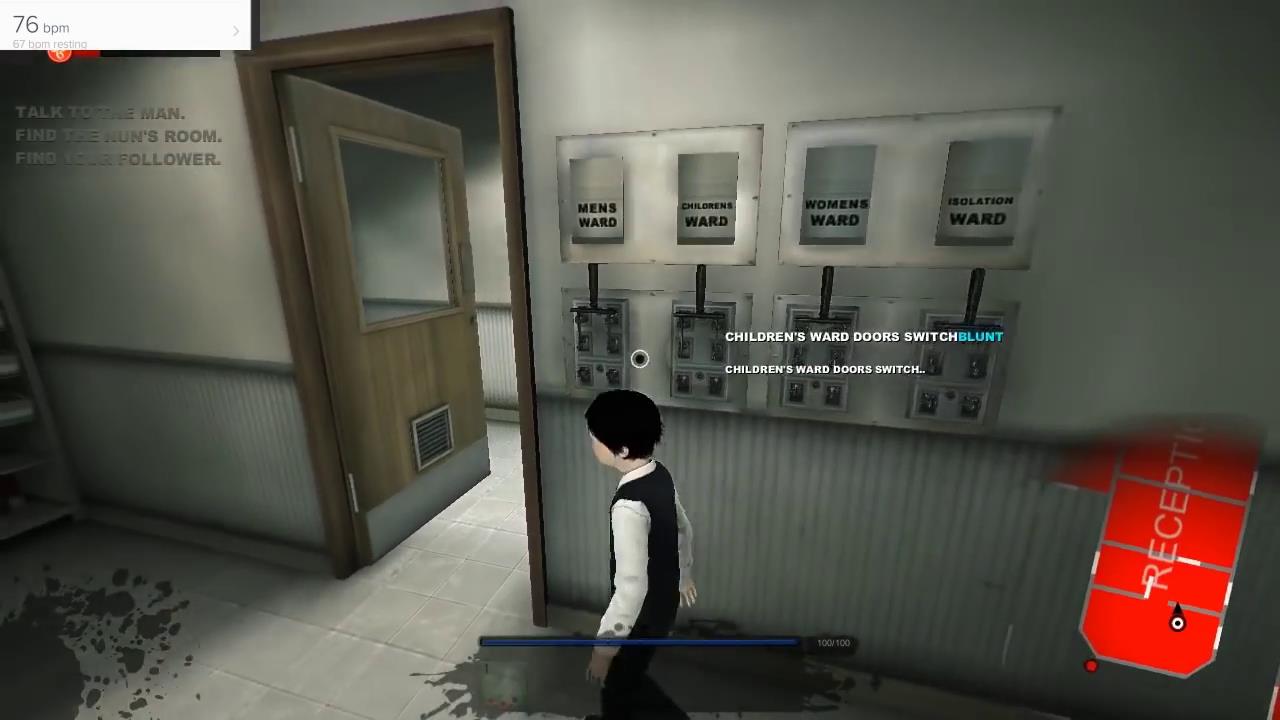 76 bpm
67 bpm resting
TALK TO THE MAN.
FIND THE NUN'S ROOM.
FIND YOUR FOLLOWER.
MENS
WARD
CHILDRENS
WARD
WOMENS
WARD
ISOLATION
WARD
CHILDREN'S WARD DOORS SWITCHBLUNT
CHILDREN'S WARD DOORS SWITCH..
RECEPTIO
100/100